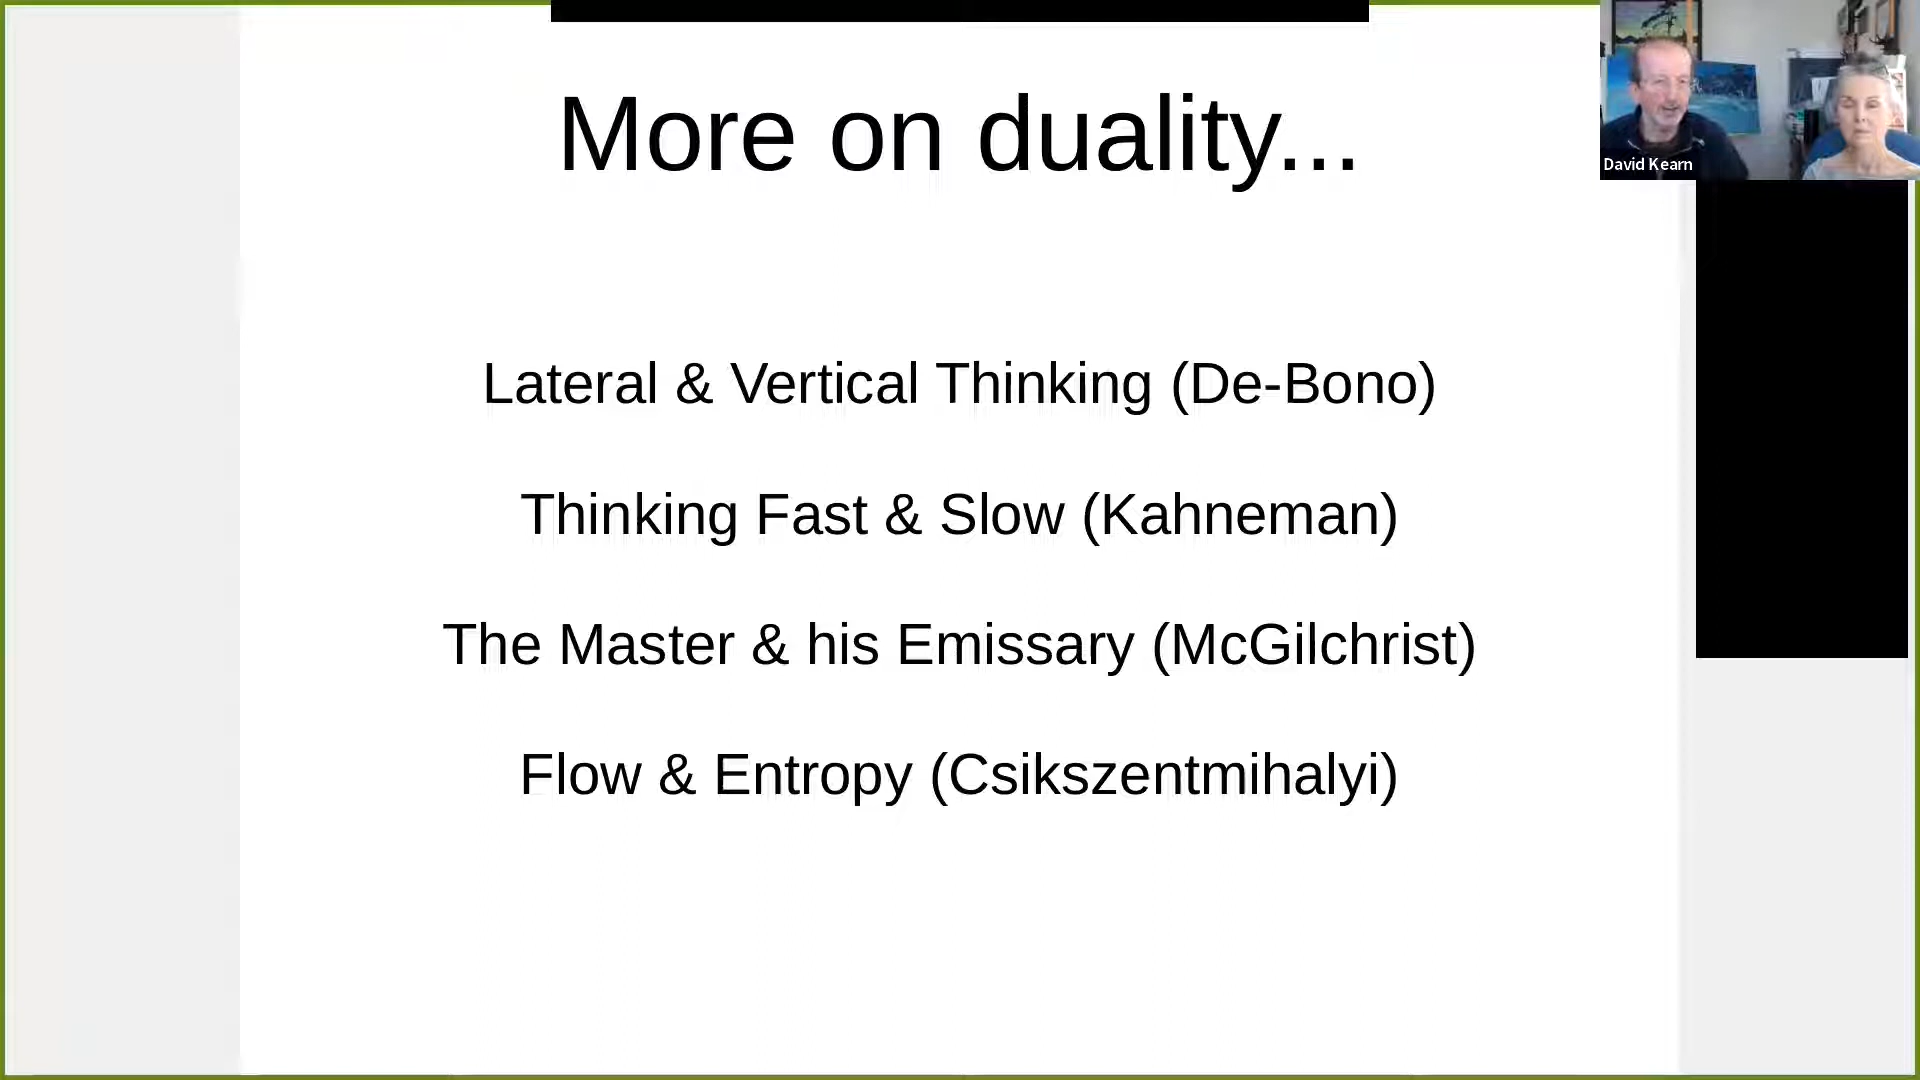 More on duality...
David Kearn
Lateral & Vertical Thinking (De-Bono)
Thinking Fast & Slow (Kahneman)
The Master & his Emissary (McGilchrist)
Flow & Entropy (Csikszentmihalyi)